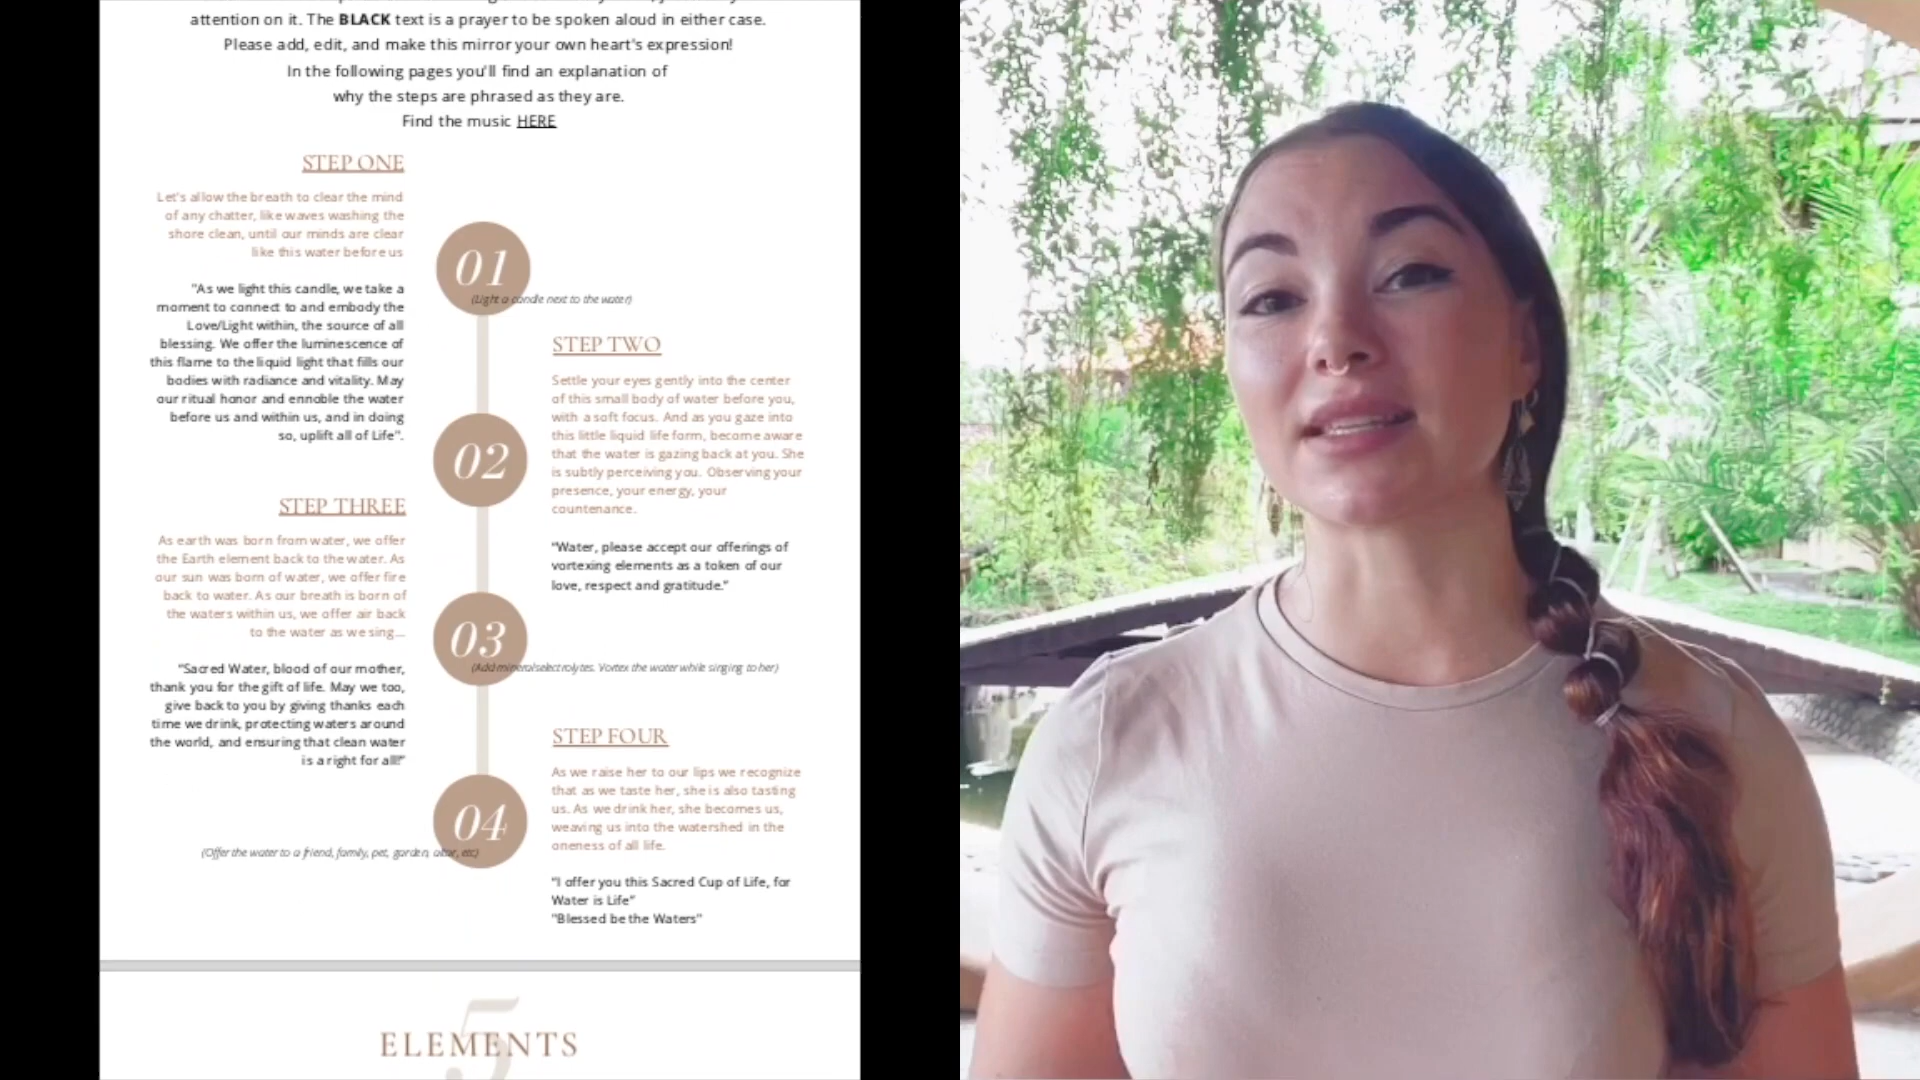 attention on it. The BLACK text is a prayer to be spoken aloud in either case.
Please add, edit, and make this mirror your own heart's expression!
In the following pages you'll find an explanation of
why the steps are phrased as they are.
Find the music HERE
STEP ONE
Let's allow the breath to clear the mind
of any chatter, like waves washing the
shore clean, until our minds are clear
like this water before us
"As we light this candle, we take a
moment to connect to and embody the
Love/Light within, the source of all
blessing. We offer the luminescence of
this flame to the liquid light that fills our
bodies with radiance and vitality. May
our ritual honor and ennoble the water
before us and within us, and in doing
so, uplift all of Life".
01
(Light a candle next to the water)
STEP TWO
Settle your eyes gently into the center
of this small body of water before you,
with a soft focus. And as you gaze into
this little liquid life form, become aware
that the water is gazing back at you. She
is subtly perceiving you. Observing your
presence, your energy, your
countenance.
"Water, please accept our offerings of
vortexing elements as a token of our
love, respect and gratitude."
02
STEP THREE
As earth was born from water, we offer
the Earth element back to the water. As
our sun was born of water, we offer fire
back to water. As our breath is born of
the waters within us, we offer air back
to the water as we sing...
"Sacred Water, blood of our mother,
thank you for the gift of life. May we too,
give back to you by giving thanks each
time we drink, protecting waters around
the world, and ensuring that clean water
is a right for all!"
03
(Add minerals/electrolytes. Vortex the water while singing to her)
STEP FOUR
As we raise her to our lips we recognize
that as we taste her, she is also tasting
us. As we drink her, she becomes us,
weaving us into the watershed in the
oneness of all life.
"I offer you this Sacred Cup of Life, for
Water is Life"
"Blessed be the Waters"
04
(Offer the water to a friend, family, pet, garden, altar, etc)
5
ELEMENTS